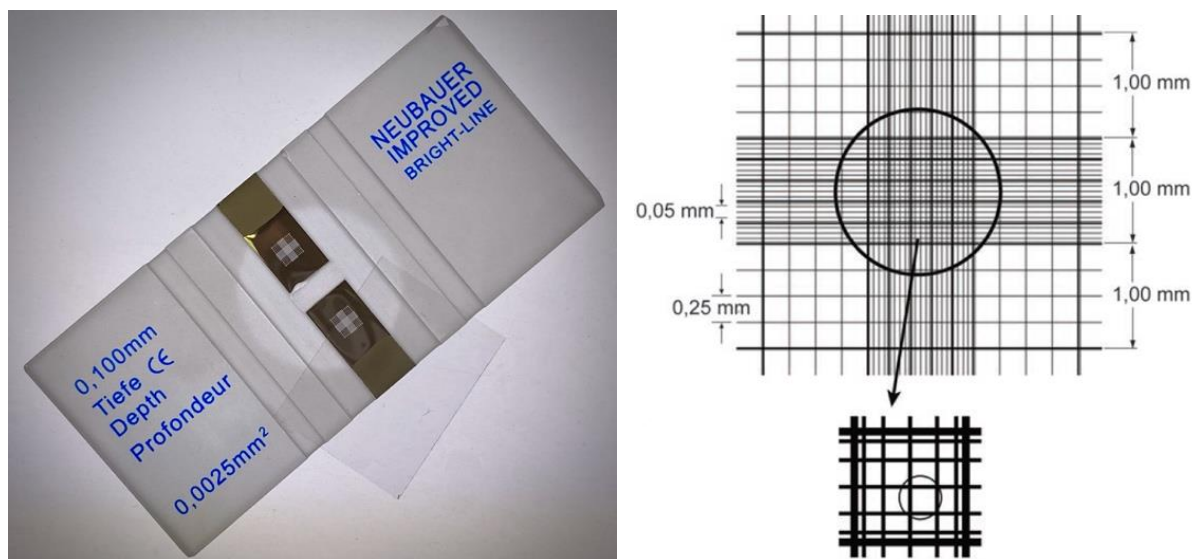 NEUBAUER
IMPROVED
BRIGHT-LINE
0,100mm
Tiefe CE
Depth
Profondeur
0,0025mm²
1,00 mm
1,00 mm
0,05 mm
0,25 mm
1,00 mm